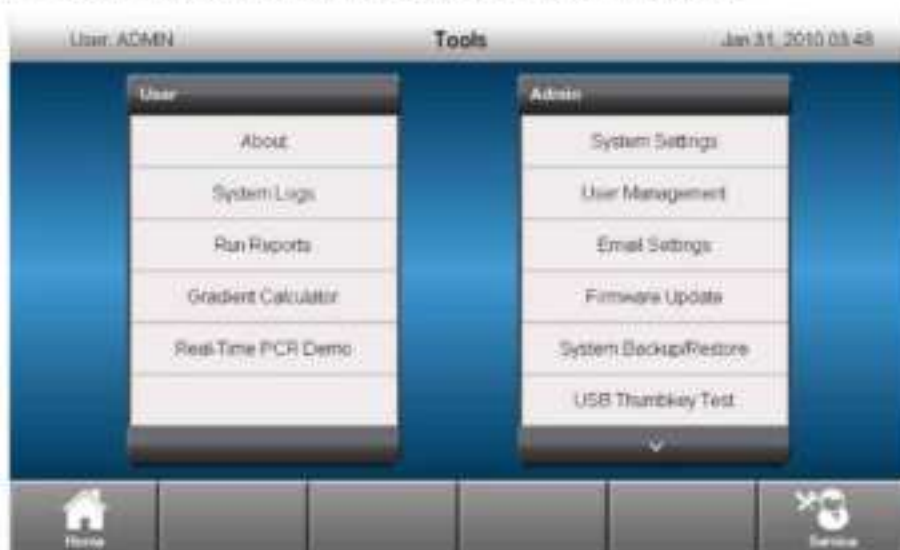 User: ADMIN
Tools
Jan 31, 2010 03:48
User
About
System Logs
Run Reports
Gradient Calculator
Real-Time PCR Demo
Admin
System Settings
User Management
Email Settings
Firmware Update
System Backup/Restore
USB Thumbkey Test
Home
Service